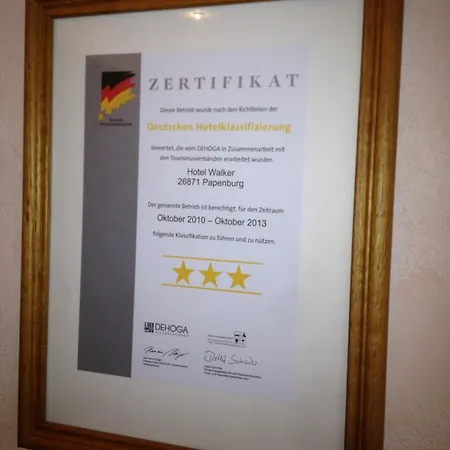 ZERTIFIKAT
Dieser Betrieb wurde nach den Richtlinien der
Deutschen Hotelklassifizierung
bewertet, die vom DEHOGA in Zusammenarbeit mit
den Tourismusverbänden erarbeitet wurden.
Hotel Walker
26871 Papenburg
Der genannte Betrieb ist berechtigt, für den Zeitraum
Oktober 2010 – Oktober 2013
folgende Klassifikation zu führen und zu nutzen.
DEHOGA